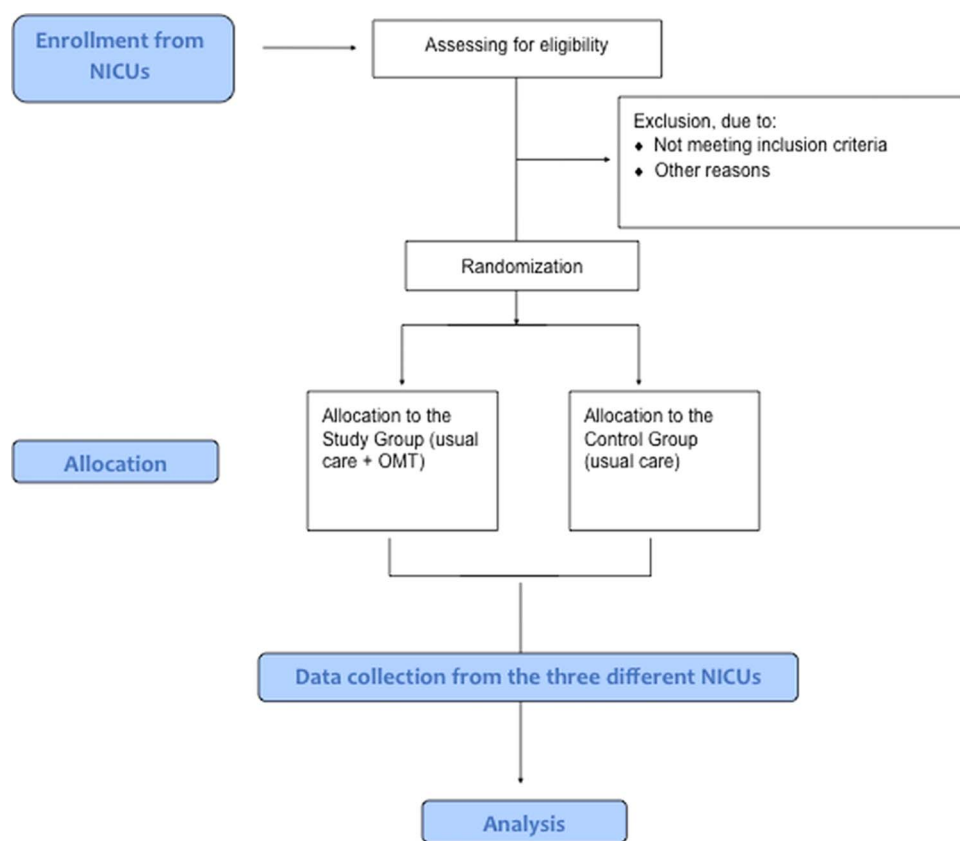 Enrollment from
NICUs
Assessing for eligibility
Exclusion, due to:
♦ Not meeting inclusion criteria
♦ Other reasons
Randomization
Allocation to the
Study Group (usual
care + OMT)
Allocation to the
Control Group
(usual care)
Allocation
Data collection from the three different NICUs
Analysis